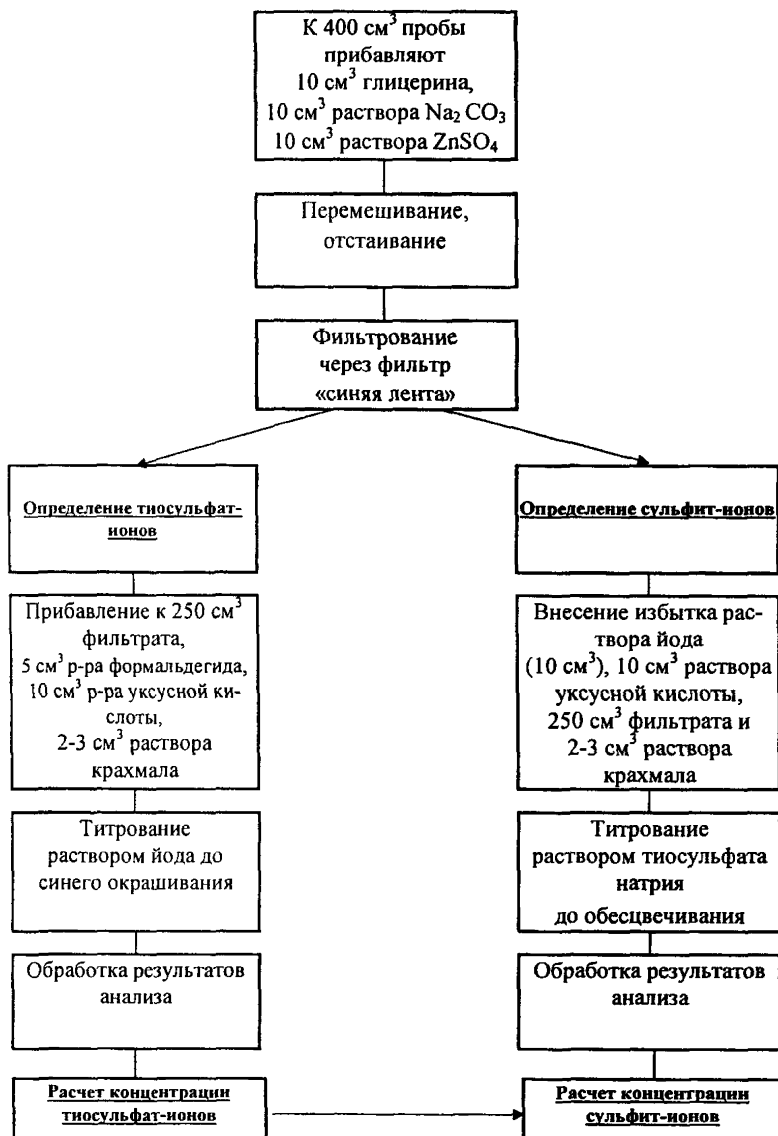 К 400 см³ пробы
прибавляют
10 см³ глицерина,
10 см³ раствора Na₂ CO₃
10 см³ раствора ZnSO₄
Перемешивание,
отстаивание
Фильтрование
через фильтр
«синяя лента»
Определение тиосульфат-
ионов
Прибавление к 250 см³
фильтрата,
5 см³ р-ра формальдегида,
10 см³ р-ра уксусной ки-
слоты,
2-3 см³ раствора
крахмала
Титрование
раствором йода до
синего окрашивания
Обработка результатов
анализа
Расчет концентрации
тиосульфат-ионов
Определение сульфит-ионов
Внесение избытка рас-
твора йода
(10 см³), 10 см³ раствора
уксусной кислоты,
250 см³ фильтрата и
2-3 см³ раствора
крахмала
Титрование
раствором тиосульфата
натрия
до обесцвечивания
Обработка результатов
анализа
Расчет концентрации
сульфит-ионов